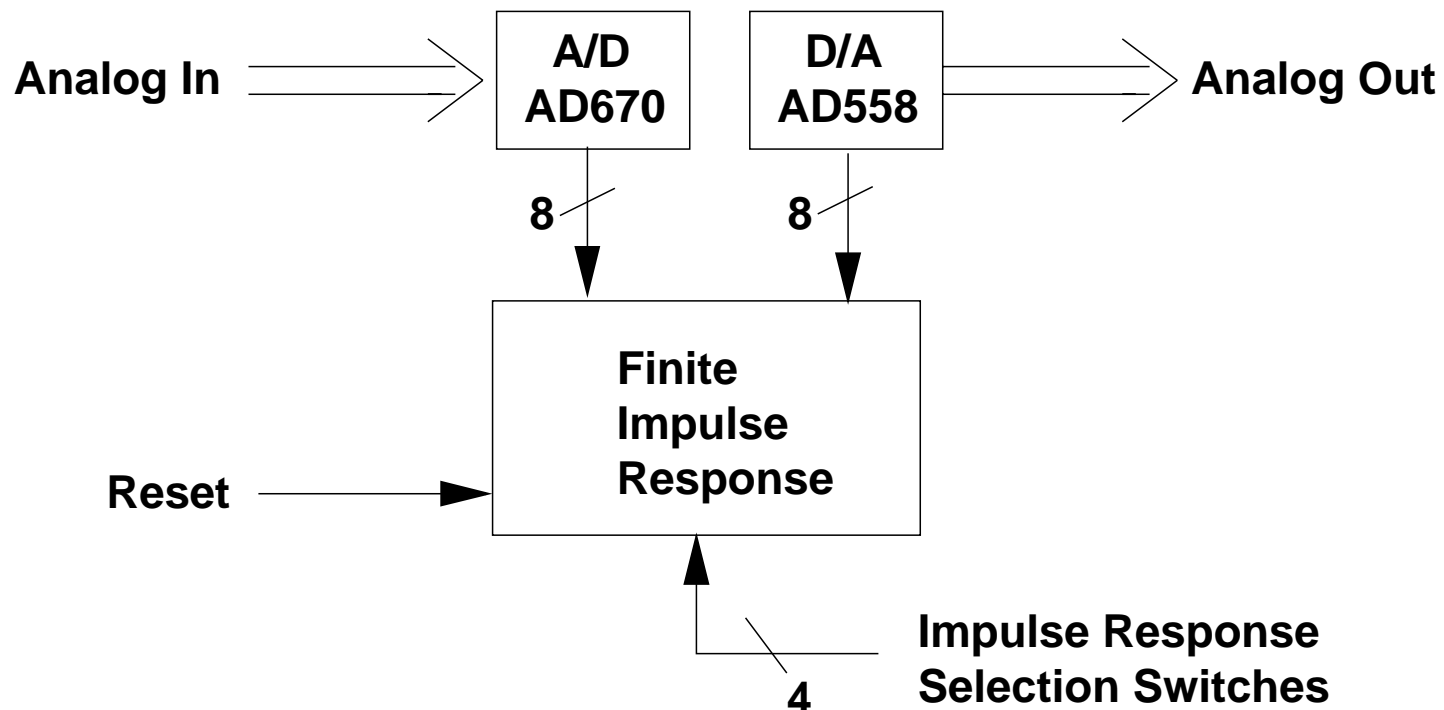 Analog In
A/D
AD670
D/A
AD558
Analog Out
8
8
Finite
Impulse
Response
Reset
Impulse Response
Selection Switches
4